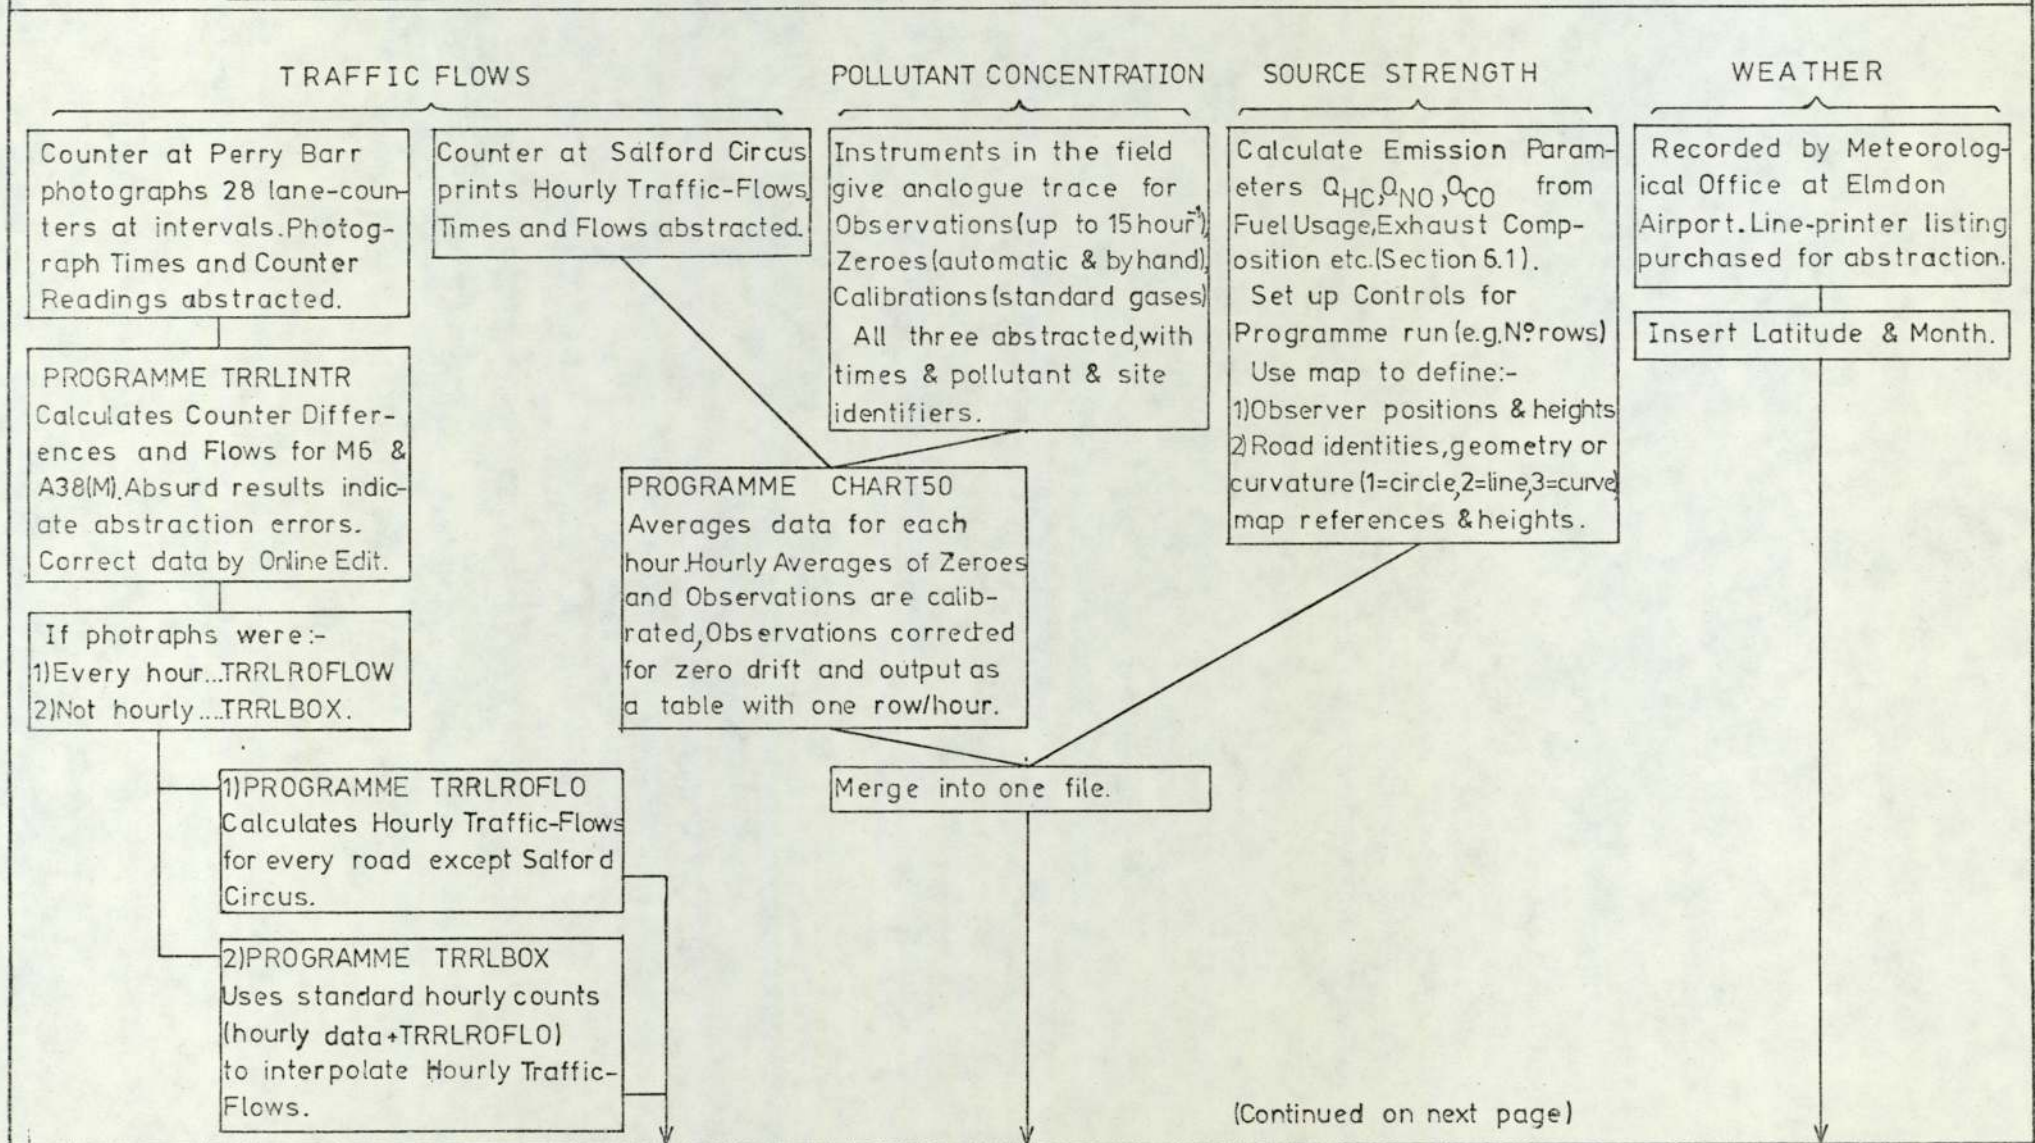 TRAFFIC FLOWS
POLLUTANT CONCENTRATION
SOURCE STRENGTH
WEATHER
Counter at Perry Barr
photographs 28 lane-coun-
ters at intervals.Photog-
raph Times and Counter
Readings abstracted.
PROGRAMME TRRLINTR
Calculates Counter Differ-
ences and Flows for M6 &
A38(M).Absurd results indic-
ate abstraction errors.
Correct data by Online Edit.
If photraphs were:-
1)Every hour...TRRLROFLOW
2)Not hourly....TRRLBOX.
1)PROGRAMME TRRLROFLO
Calculates Hourly Traffic-Flows
for every road except Salford
Circus.
2)PROGRAMME TRRLBOX
Uses standard hourly counts
(hourly data+TRRLROFLO)
to interpolate Hourly Traffic-
Flows.
Counter at Salford Circus
prints Hourly Traffic-Flows
Times and Flows abstracted.
Instruments in the field
give analogue trace for
Observations(up to 15 hour⁻¹),
Zeroes(automatic & by hand),
Calibrations(standard gases)
All three abstracted,with
times & pollutant & site
identifiers.
PROGRAMME CHART50
Averages data for each
hour.Hourly Averages of Zeroes
and Observations are calib-
rated,Observations corrected
for zero drift and output as
a table with one row/hour.
Calculate Emission Param-
eters QHC,QNO,QCO from
Fuel Usage,Exhaust Comp-
osition etc.(Section 6.1).
Set up Controls for
Programme run(e.g.Nº rows)
Use map to define:-
1)Observer positions & heights
2)Road identities,geometry or
curvature(1=circle,2=line,3=curve)
map references & heights.
Merge into one file.
Recorded by Meteorolog-
ical Office at Elmdon
Airport.Line-printer listing
purchased for abstraction.
Insert Latitude & Month.
(Continued on next page)